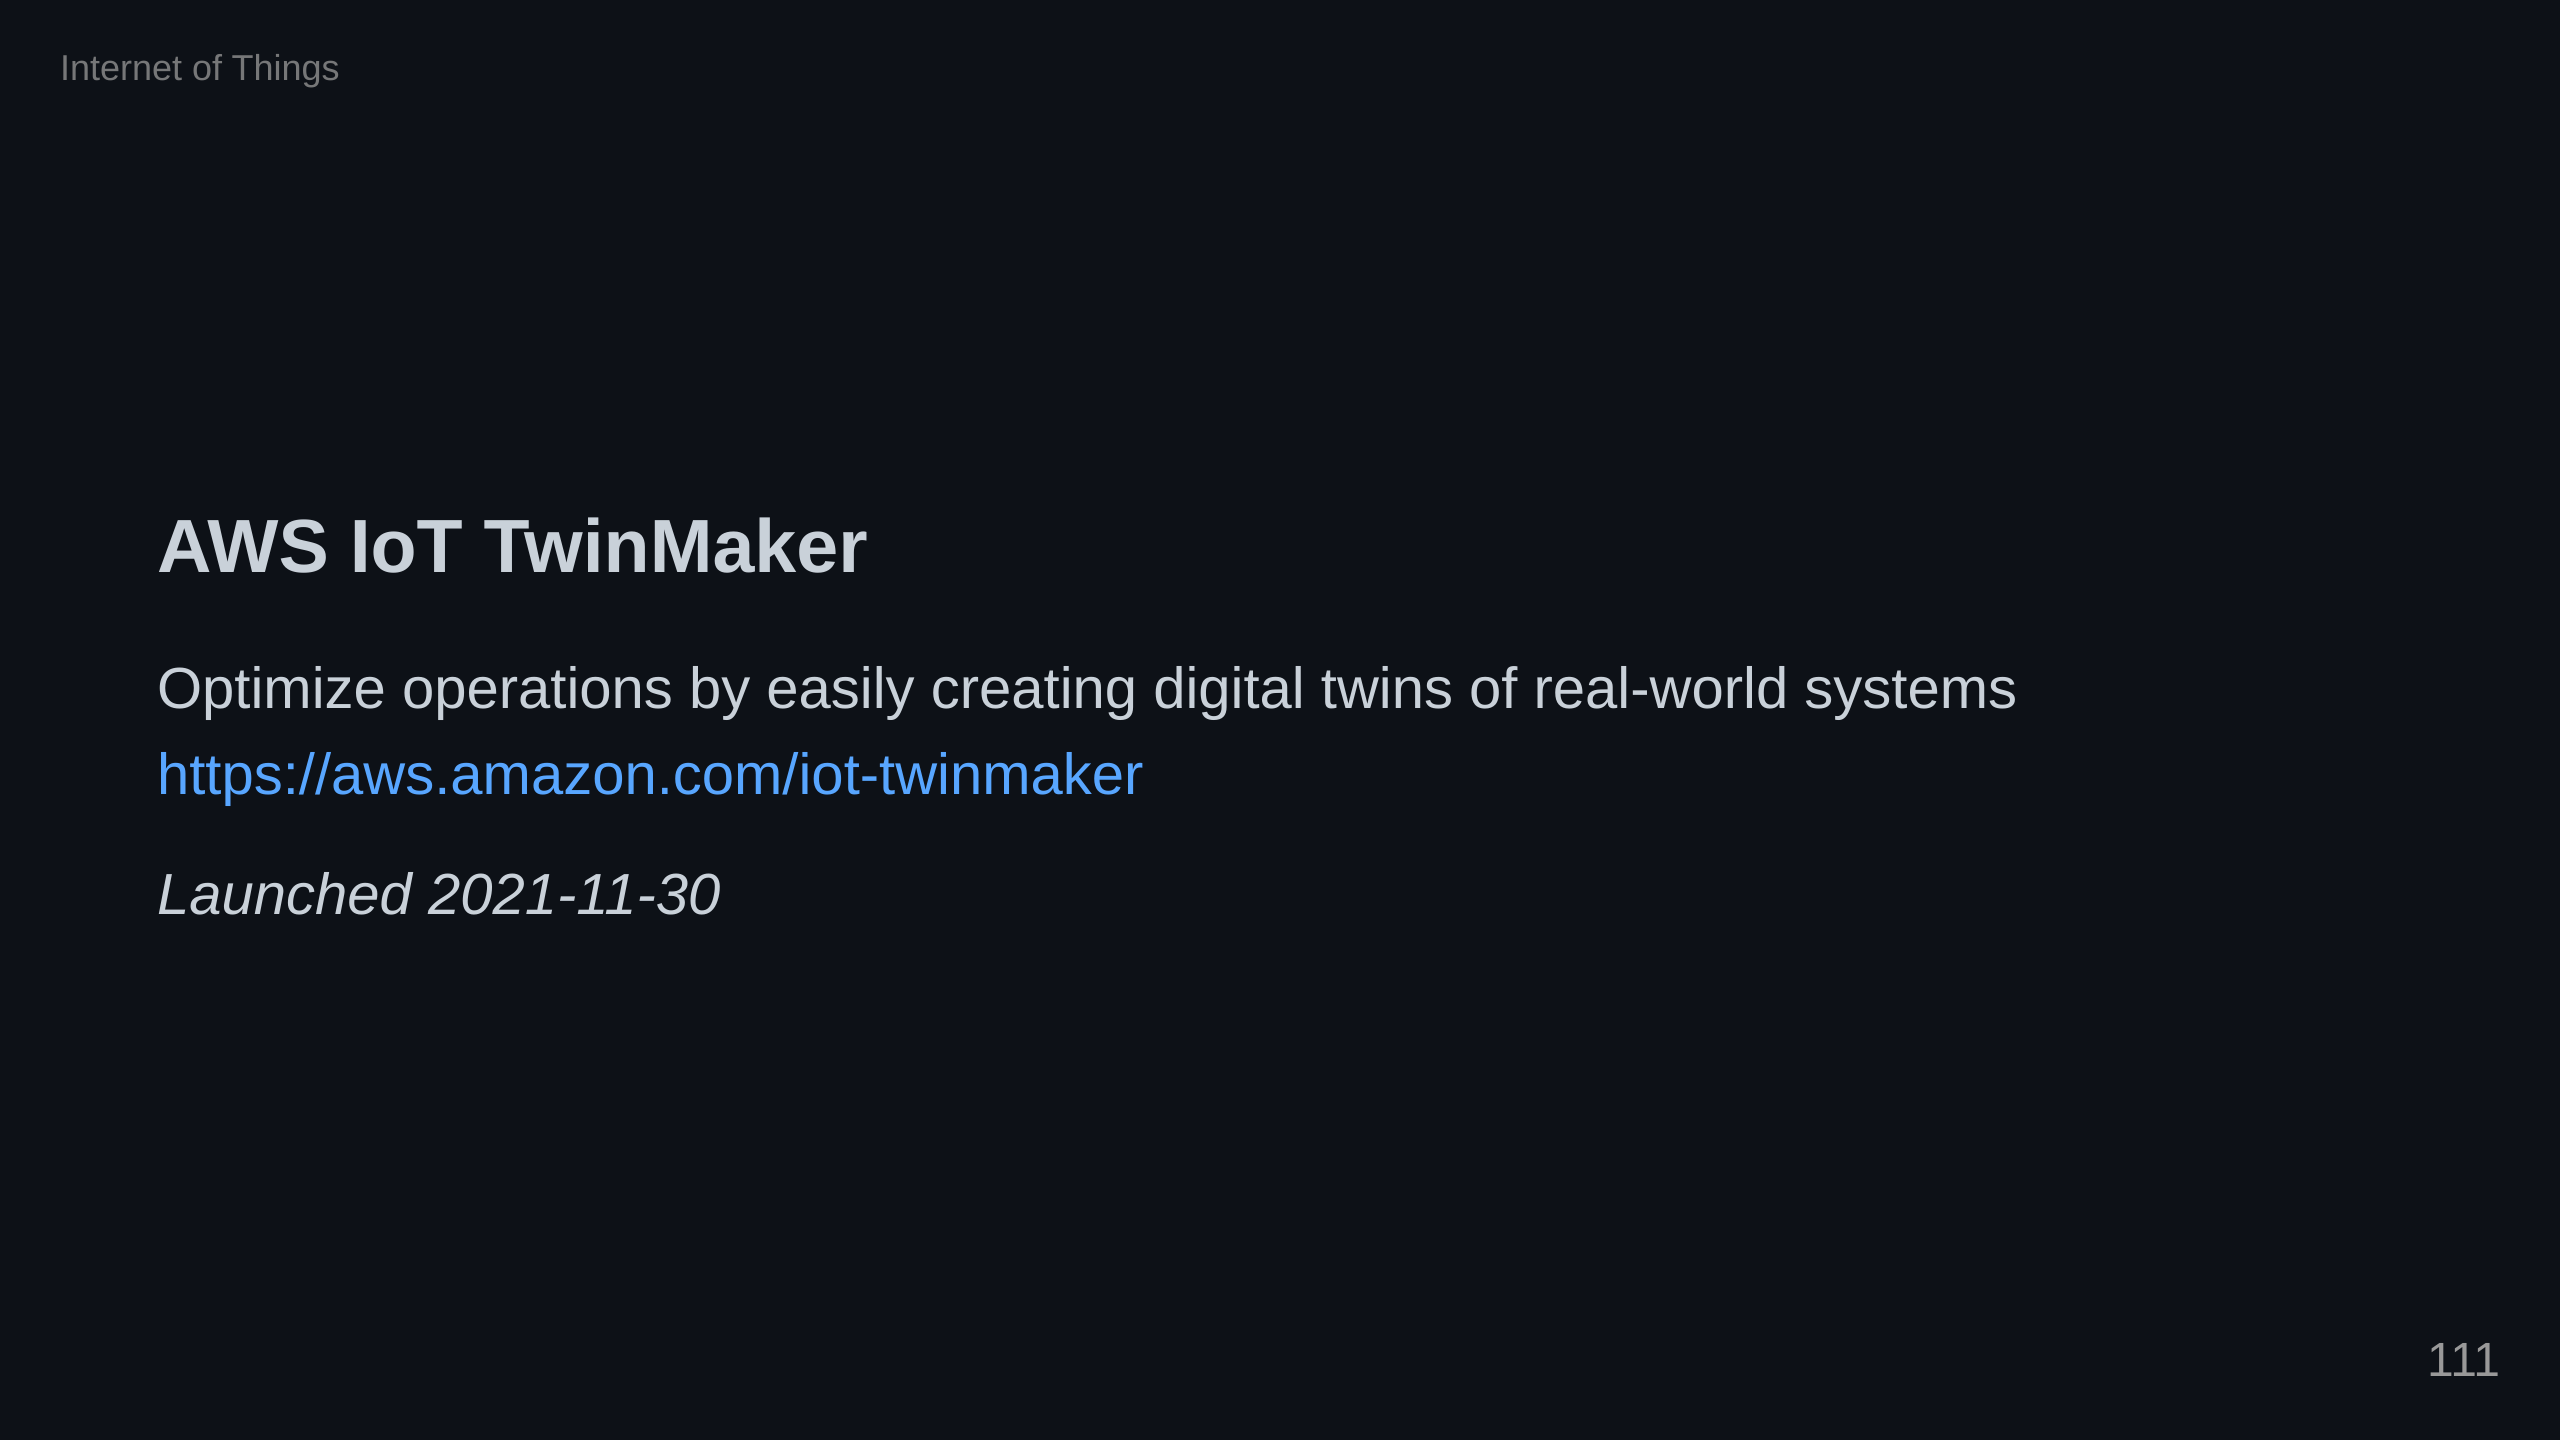 Internet of Things
AWS IoT TwinMaker
Optimize operations by easily creating digital twins of real-world systems
https://aws.amazon.com/iot-twinmaker
Launched 2021-11-30
111